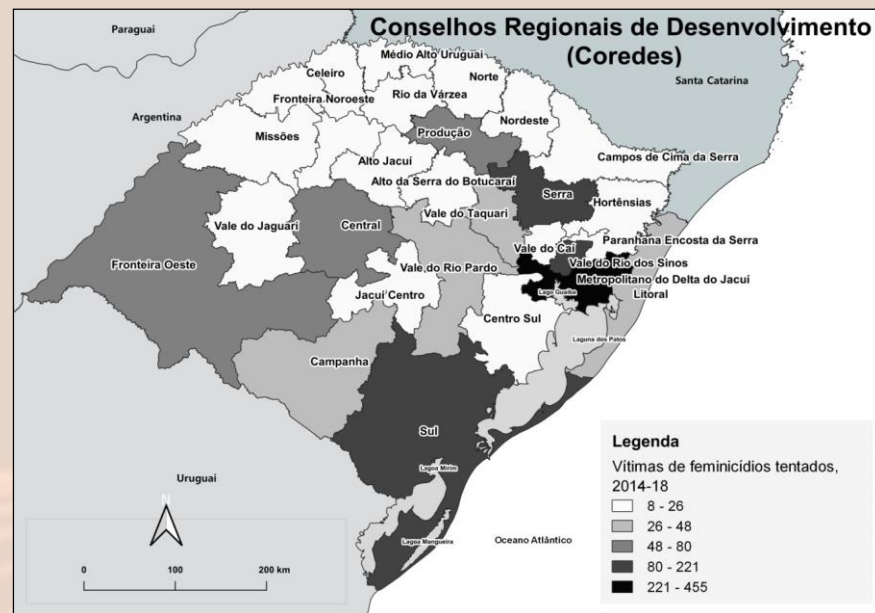 Conselhos Regionais de Desenvolvimento
(Coredes)
Paraguai
Santa Catarina
Argentina
Médio Alto Uruguai
Celeiro
Norte
Fronteira Noroeste
Rio da Várzea
Nordeste
Missões
Produção
Campos de Cima da Serra
Alto Jacuí
Alto da Serra do Botucaraí
Serra
Hortênsias
Vale do Jaguari
Central
Vale do Taquari
Fronteira Oeste
Vale do Caí
Paranhana Encosta da Serra
Vale do Rio dos Sinos
Vale do Rio Pardo
Metropolitano do Delta do Jacuí
Lago Guaíba
Litoral
Jacuí Centro
Centro Sul
Laguna dos Patos
Campanha
Sul
Lagoa Mirim
Uruguai
Lagoa Mangueira
Oceano Atlântico
N
0 100 200 km
Legenda
Vítimas de feminicídios tentados,
2014-18
8 - 26
26 - 48
48 - 80
80 - 221
221 - 455